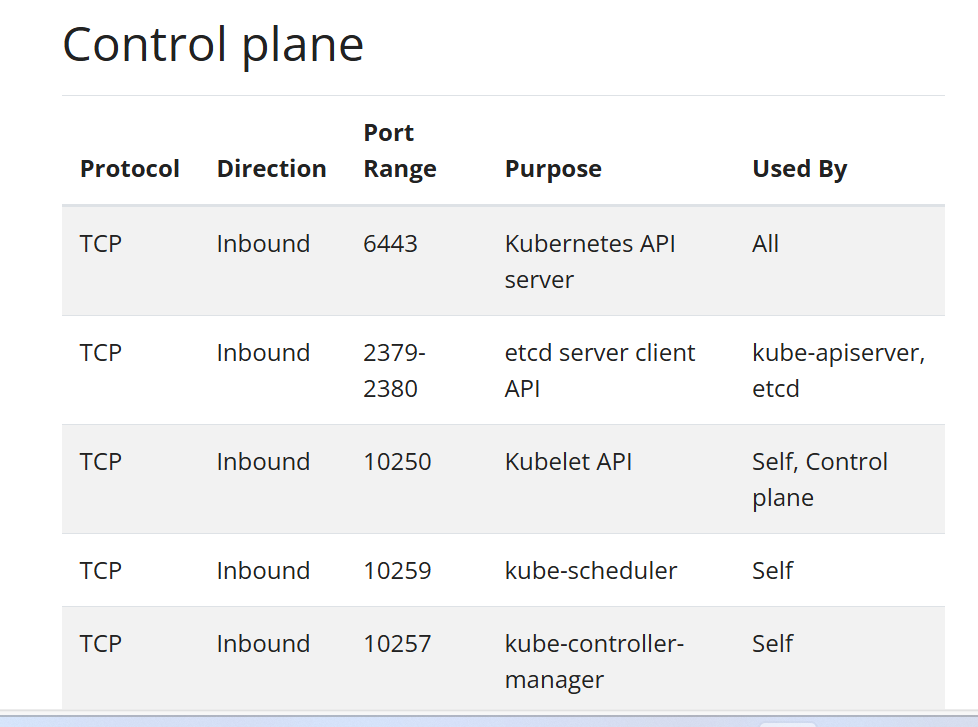 Control plane
Port
Protocol Direction Range Purpose Used By
TCP Inbound 6443 Kubernetes API All
server
TCP Inbound 2379- etcd server client kube-apiserver,
2380 API etcd
TCP Inbound 10250 Kubelet API Self, Control
plane
TCP Inbound 10259 kube-scheduler Self
TCP Inbound 10257 kube-controller- Self
manager